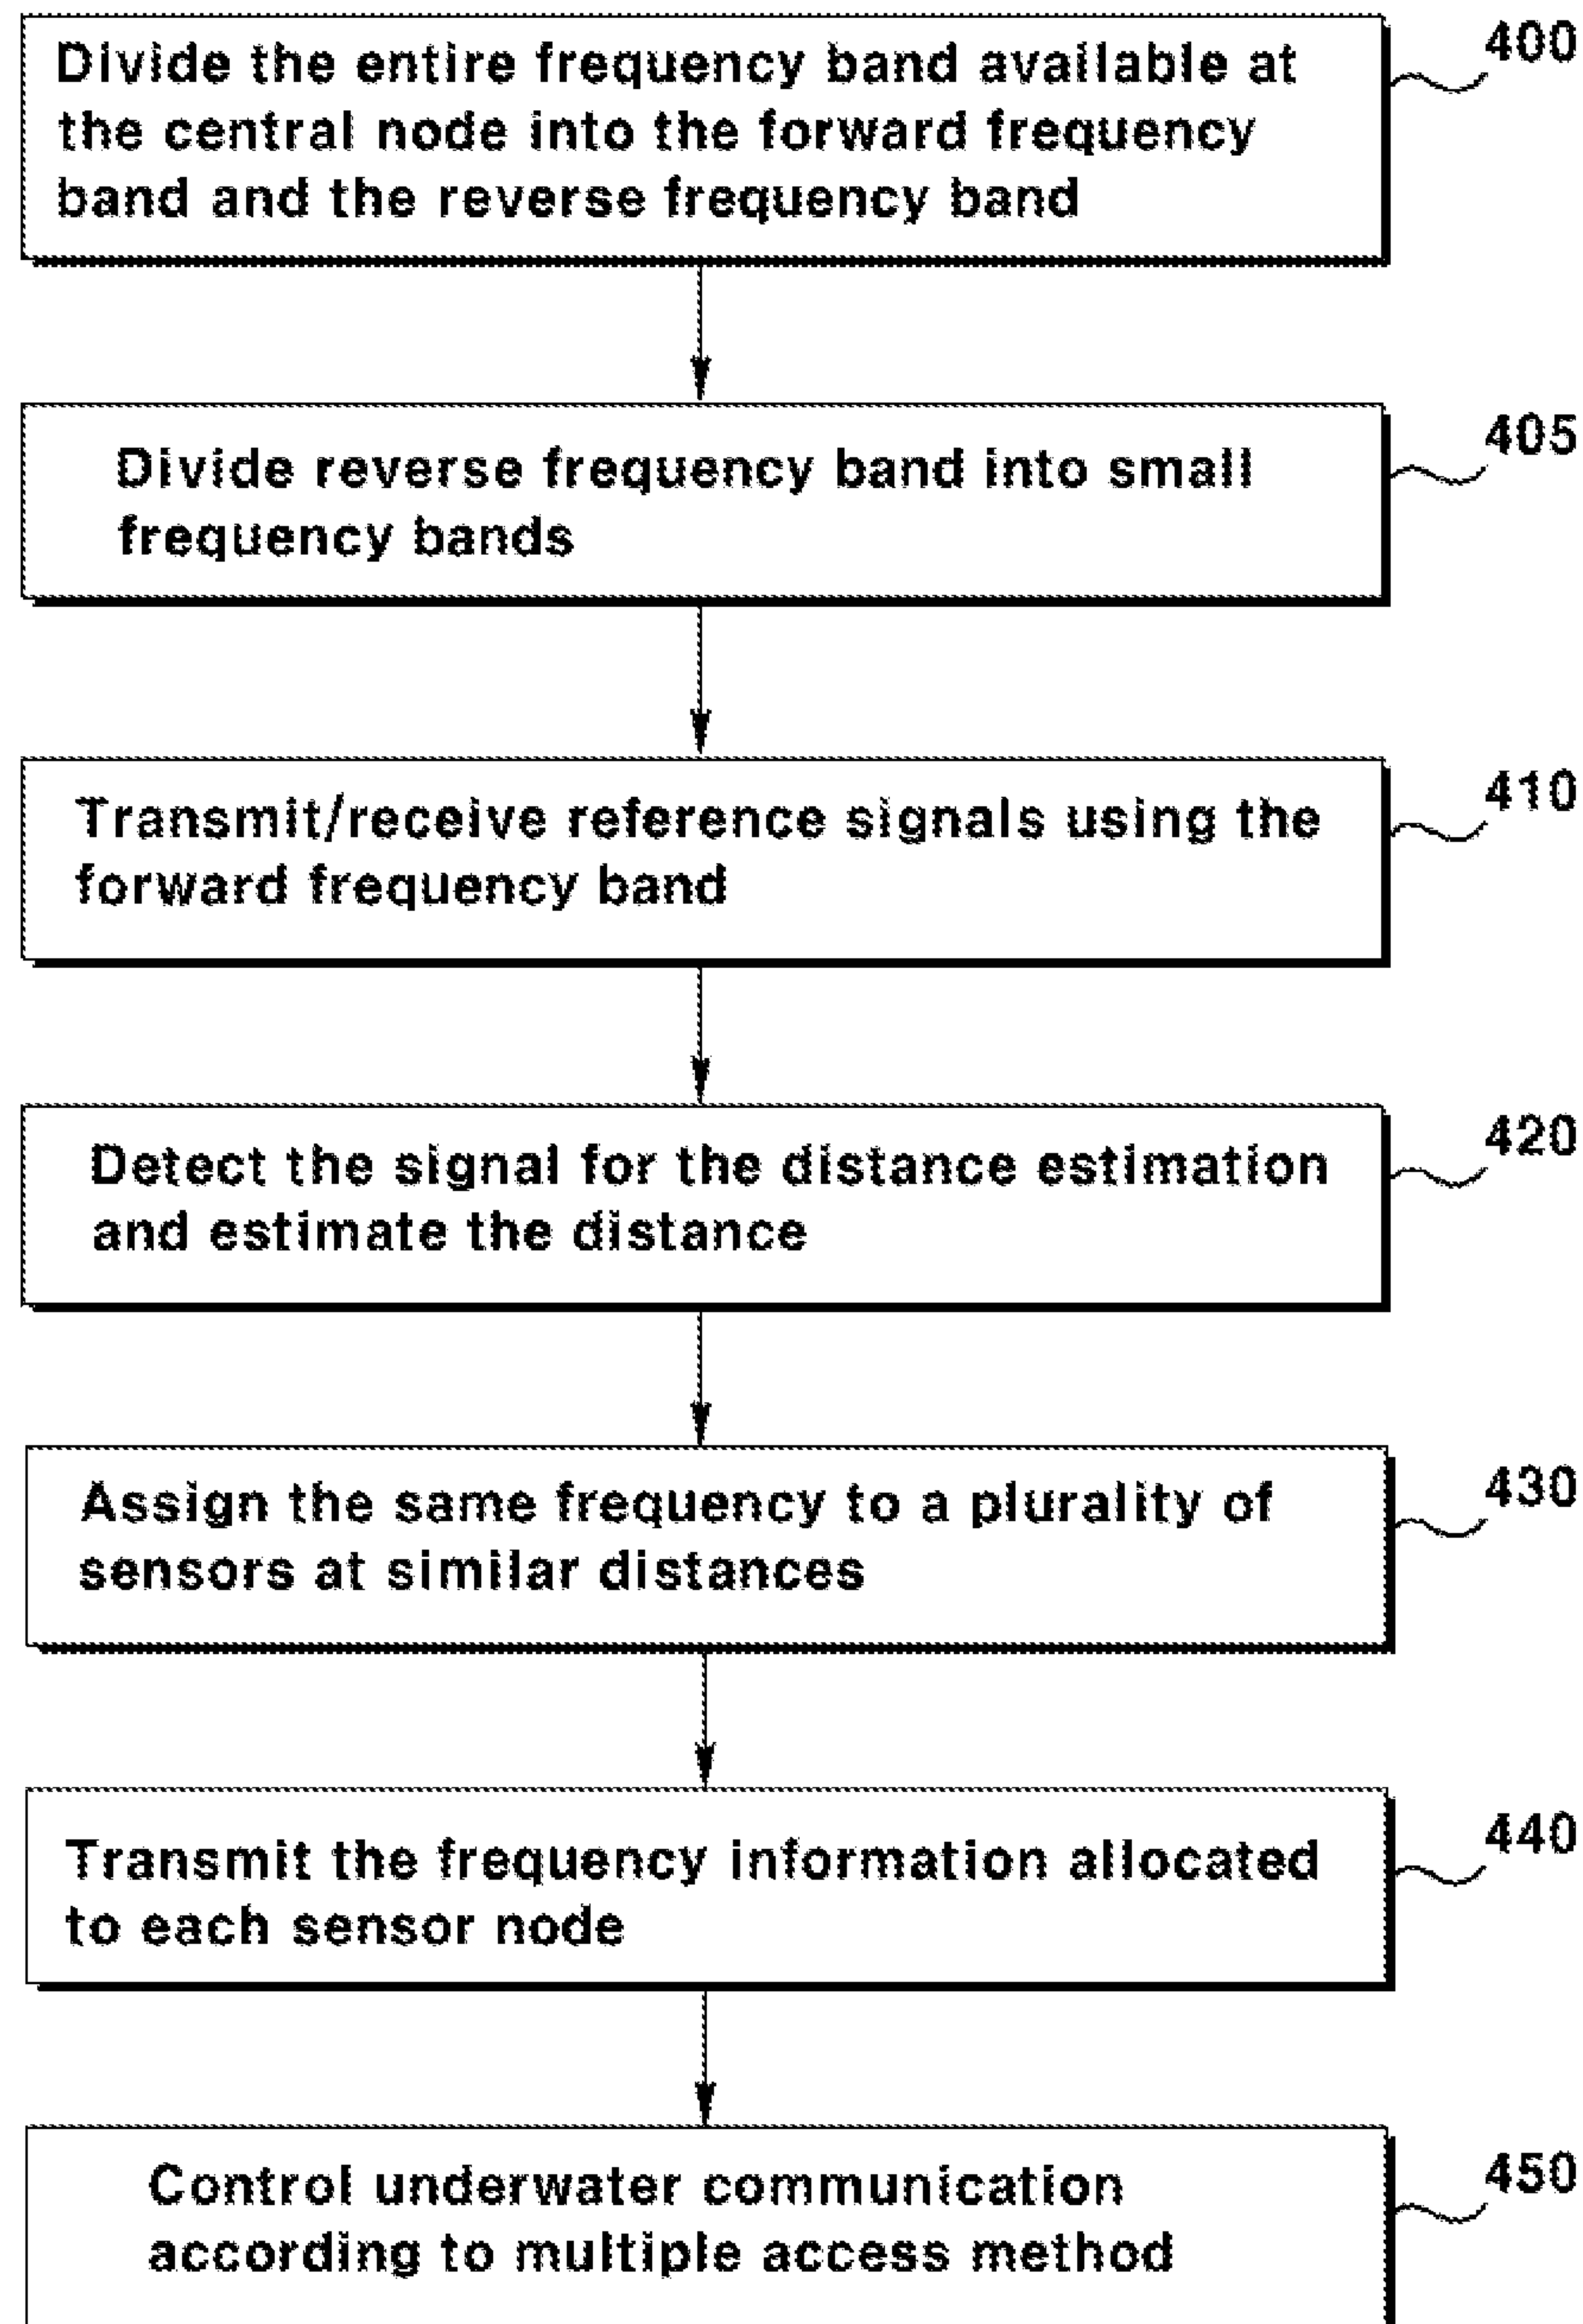 Divide the entire frequency band available at
the central node into the forward frequency
band and the reverse frequency band
400
Divide reverse frequency band into small
frequency bands
405
Transmit/receive reference signals using the
forward frequency band
410
Detect the signal for the distance estimation
and estimate the distance
420
Assign the same frequency to a plurality of
sensors at similar distances
430
Transmit the frequency information allocated
to each sensor node
440
Control underwater communication
according to multiple access method
450